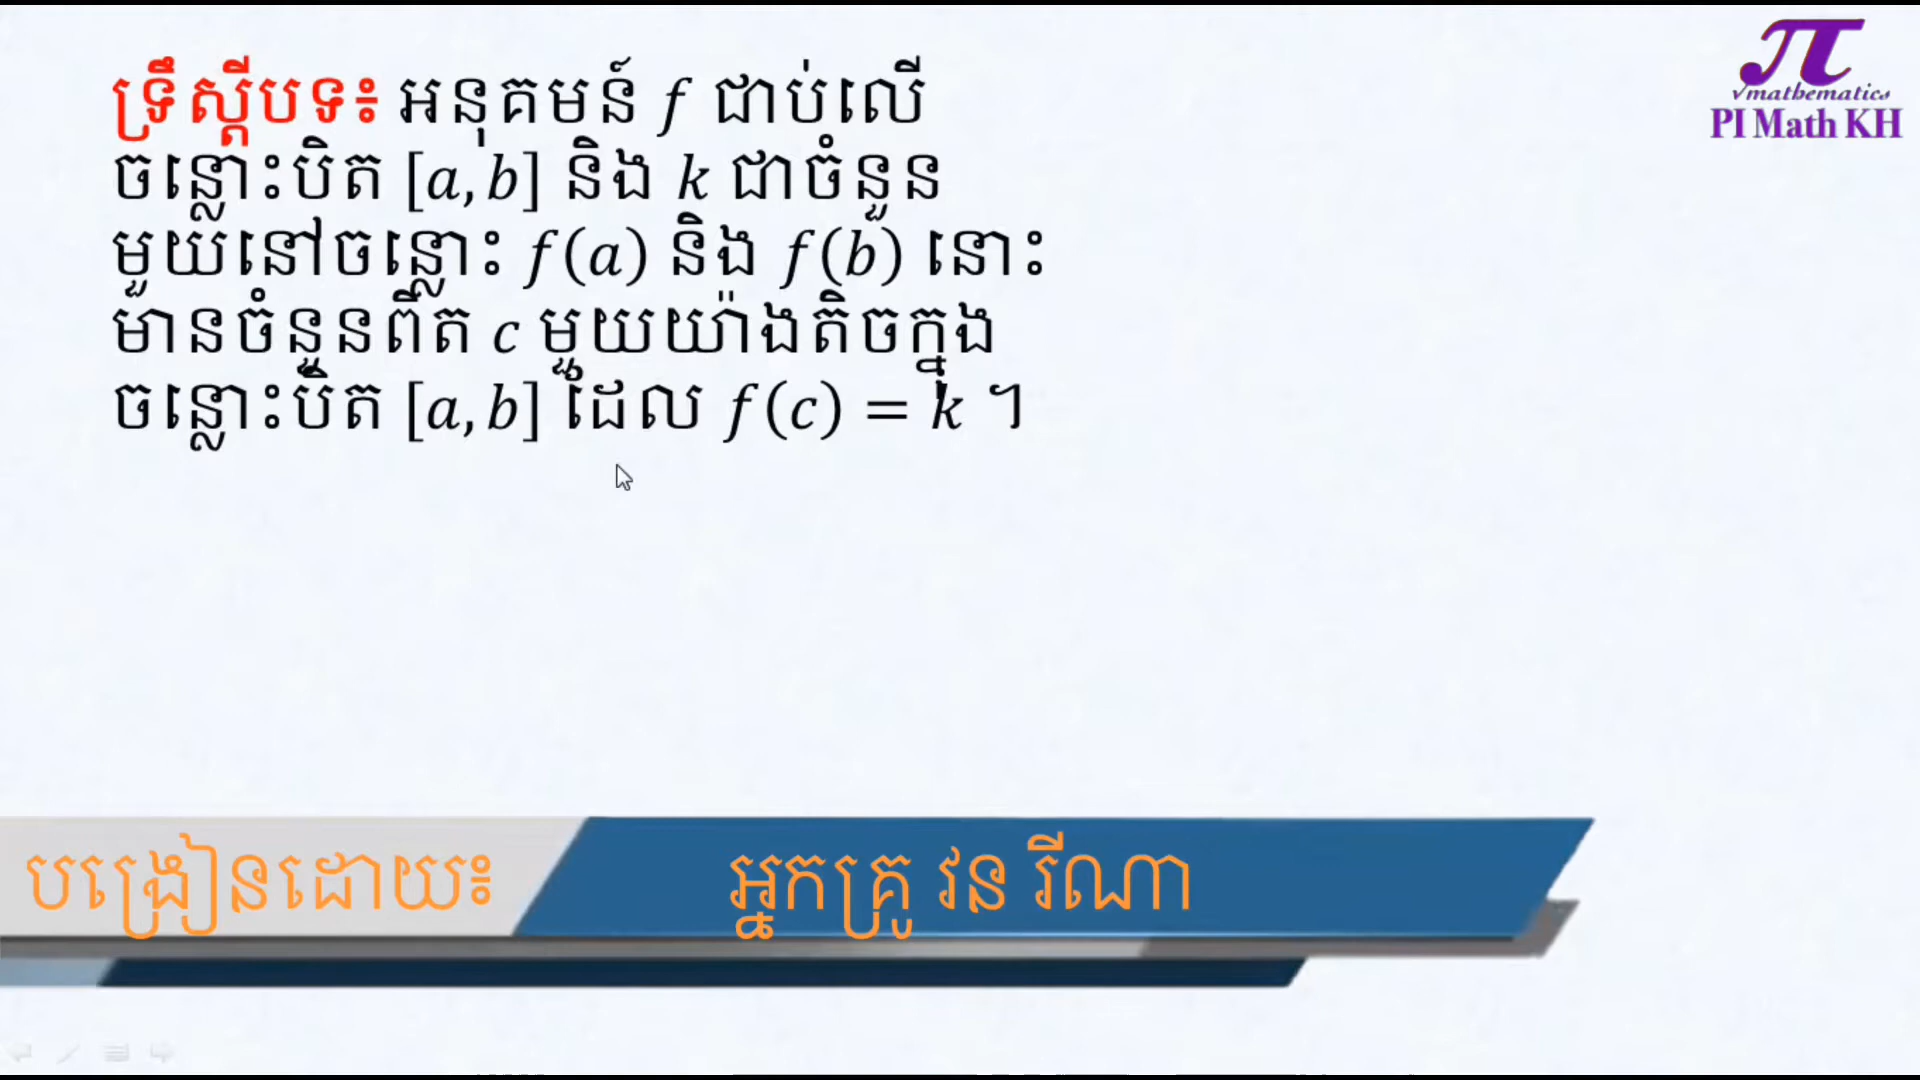 ទ្រឹស្តីបទ៖ អនុគមន៍ f ជាប់លើ
ចន្លោះបិត [a, b] និង k ជាចំនួន
មួយនៅចន្លោះ f(a) និង f(b) នោះ
មានចំនួនពិត c មួយយ៉ាងតិចក្នុង
ចន្លោះបិត [a, b] ដែល f(c) = k ។
√mathematics
PI Math KH
បង្រៀនដោយ៖ អ្នកគ្រូ វន រីណា